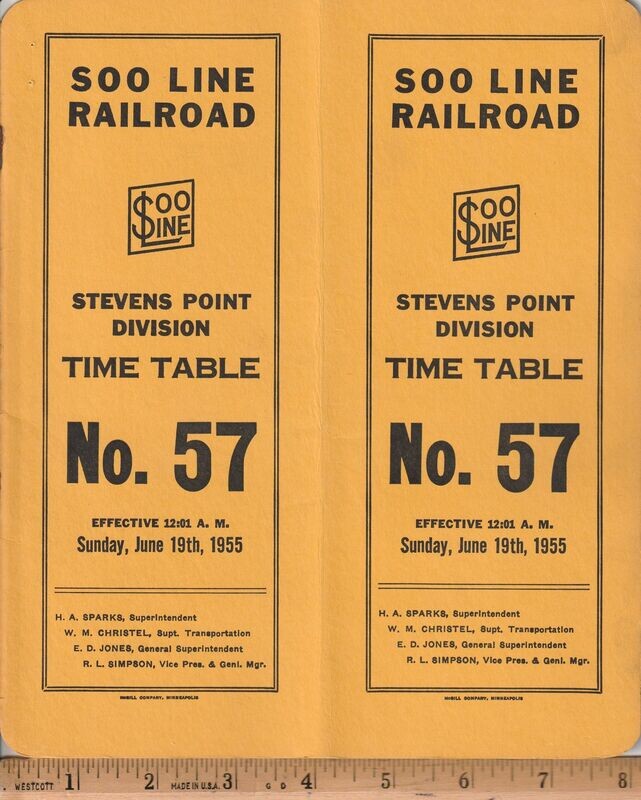 SOO LINE
RAILROAD
SOO
LINE
STEVENS POINT
DIVISION
TIME TABLE
No. 57
EFFECTIVE 12:01 A. M.
Sunday, June 19th, 1955
H. A. SPARKS, Superintendent
W. M. CHRISTEL, Supt. Transportation
E. D. JONES, General Superintendent
R. L. SIMPSON, Vice Pres. & Genl. Mgr.
McGILL COMPANY, MINNEAPOLIS
SOO LINE
RAILROAD
SOO
LINE
STEVENS POINT
DIVISION
TIME TABLE
No. 57
EFFECTIVE 12:01 A. M.
Sunday, June 19th, 1955
H. A. SPARKS, Superintendent
W. M. CHRISTEL, Supt. Transportation
E. D. JONES, General Superintendent
R. L. SIMPSON, Vice Pres. & Genl. Mgr.
McGILL COMPANY, MINNEAPOLIS
WESTCOTT 1 2 MADE IN U.S.A. 3 G D 4 5 6 7 8